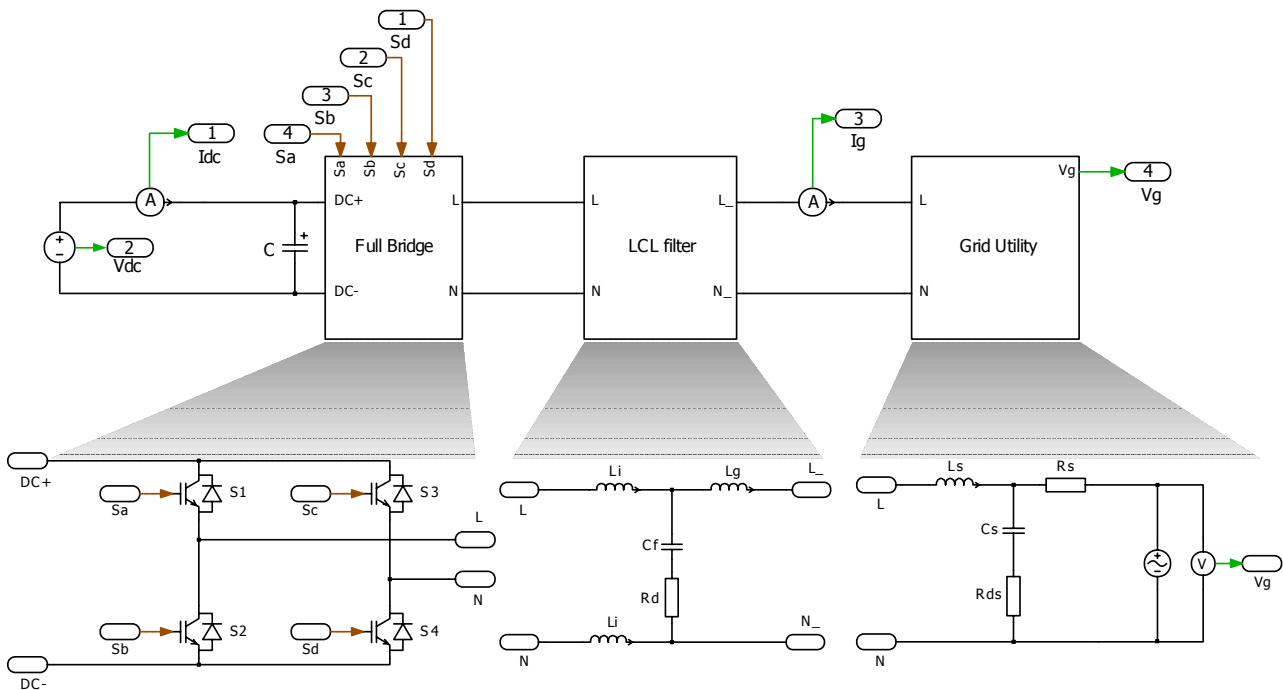 1
Sd
2
Sc
3
Sb
4
Sa
1
Idc
3
Ig
Sa Sb Sc Sd
A
DC+
L
L
L_
A
L
Vg
4
Vg
+
−
2
Vdc
C
+
Full Bridge
LCL filter
Grid Utility
DC-
N
N
N_
N
DC+
Sa
S1
Sc
S3
L
N
Sb
S2
Sd
S4
DC-
L
Li
Lg
L_
Cf
Rd
N
Li
N_
L
Ls
Rs
Cs
Rds
+
−
V
Vg
N